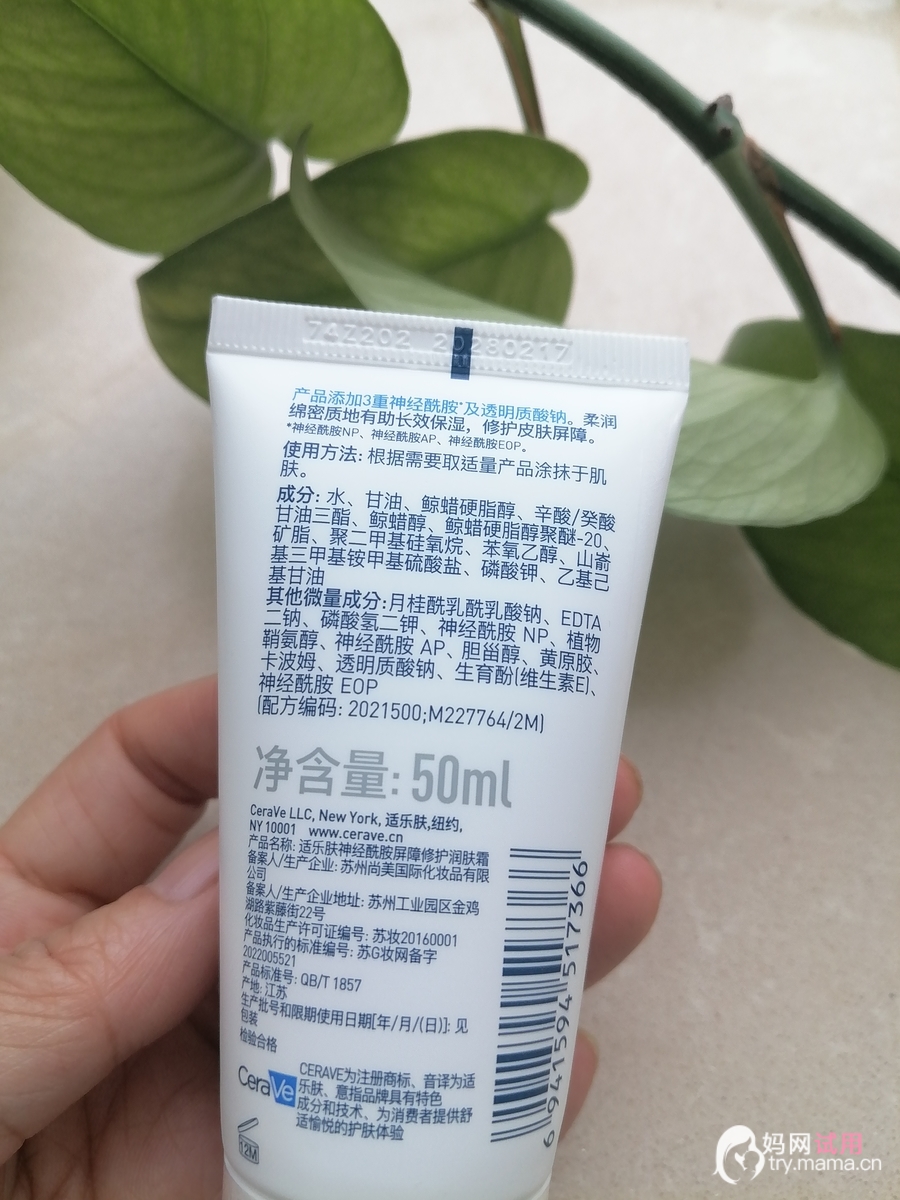 7AZ202 20280217
产品添加3重神经酰胺*及透明质酸钠。柔润
绵密质地有助长效保湿，修护皮肤屏障。
*神经酰胺NP、神经酰胺AP、神经酰胺EOP。
使用方法：根据需要取适量产品涂抹于肌
肤。
成分：水、甘油、鲸蜡硬脂醇、辛酸/癸酸
甘油三酯、鲸蜡醇、鲸蜡硬脂醇聚醚-20、
矿脂、聚二甲基硅氧烷、苯氧乙醇、山嵛
基三甲基铵甲基硫酸盐、磷酸钾、乙基己
基甘油
其他微量成分:月桂酰乳酰乳酸钠、EDTA
二钠、磷酸氢二钾、神经酰胺 NP、植物
鞘氨醇、神经酰胺 AP、胆甾醇、黄原胶、
卡波姆、透明质酸钠、生育酚(维生素E)、
神经酰胺 EOP
(配方编码: 2021500;M227764/2M)
净含量: 50ml
CeraVe LLC, New York, 适乐肤,纽约,
NY 10001 www.cerave.cn
产品名称: 适乐肤神经酰胺屏障修护润肤霜
备案人/生产企业: 苏州尚美国际化妆品有限
公司
备案人/生产企业地址: 苏州工业园区金鸡
湖路紫藤街22号
化妆品生产许可证编号: 苏妆20160001
产品执行的标准编号: 苏G妆网备字
2022005521
产品标准号: QB/T 1857
产地: 江苏
生产批号和限期使用日期[年/月/(日)]: 见
包装
检验合格
CeraVe
CERAVE为注册商标、音译为适
乐肤、意指品牌具有特色
成分和技术、为消费者提供舒
适愉悦的护肤体验
12M
6 941594 517366
妈网试用
try.mama.cn